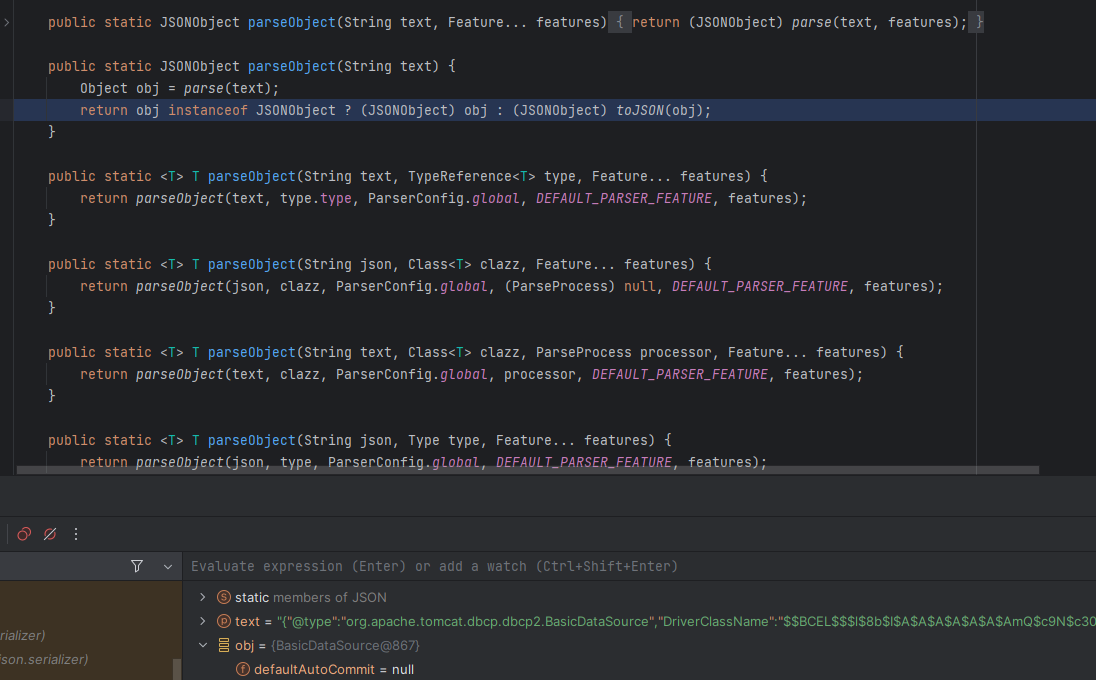 public static JSONObject parseObject(String text, Feature... features) { return (JSONObject) parse(text, features); }
public static JSONObject parseObject(String text) {
Object obj = parse(text);
return obj instanceof JSONObject ? (JSONObject) obj : (JSONObject) toJSON(obj);
}
public static <T> T parseObject(String text, TypeReference<T> type, Feature... features) {
return parseObject(text, type.type, ParserConfig.global, DEFAULT_PARSER_FEATURE, features);
}
public static <T> T parseObject(String json, Class<T> clazz, Feature... features) {
return parseObject(json, clazz, ParserConfig.global, (ParseProcess) null, DEFAULT_PARSER_FEATURE, features);
}
public static <T> T parseObject(String text, Class<T> clazz, ParseProcess processor, Feature... features) {
return parseObject(text, clazz, ParserConfig.global, processor, DEFAULT_PARSER_FEATURE, features);
}
public static <T> T parseObject(String json, Type type, Feature... features) {
return parseObject(json, type, ParserConfig.global, DEFAULT_PARSER_FEATURE, features);
Evaluate expression (Enter) or add a watch (Ctrl+Shift+Enter)
S static members of JSON
P text = "{"@type":"org.apache.tomcat.dbcp.dbcp2.BasicDataSource","DriverClassName":"$$BCEL$$$l$8b$I$A$A$A$A$A$A$AmQ$c9N$c30
rializer)
obj = {BasicDataSource@867}
json.serializer)
f defaultAutoCommit = null